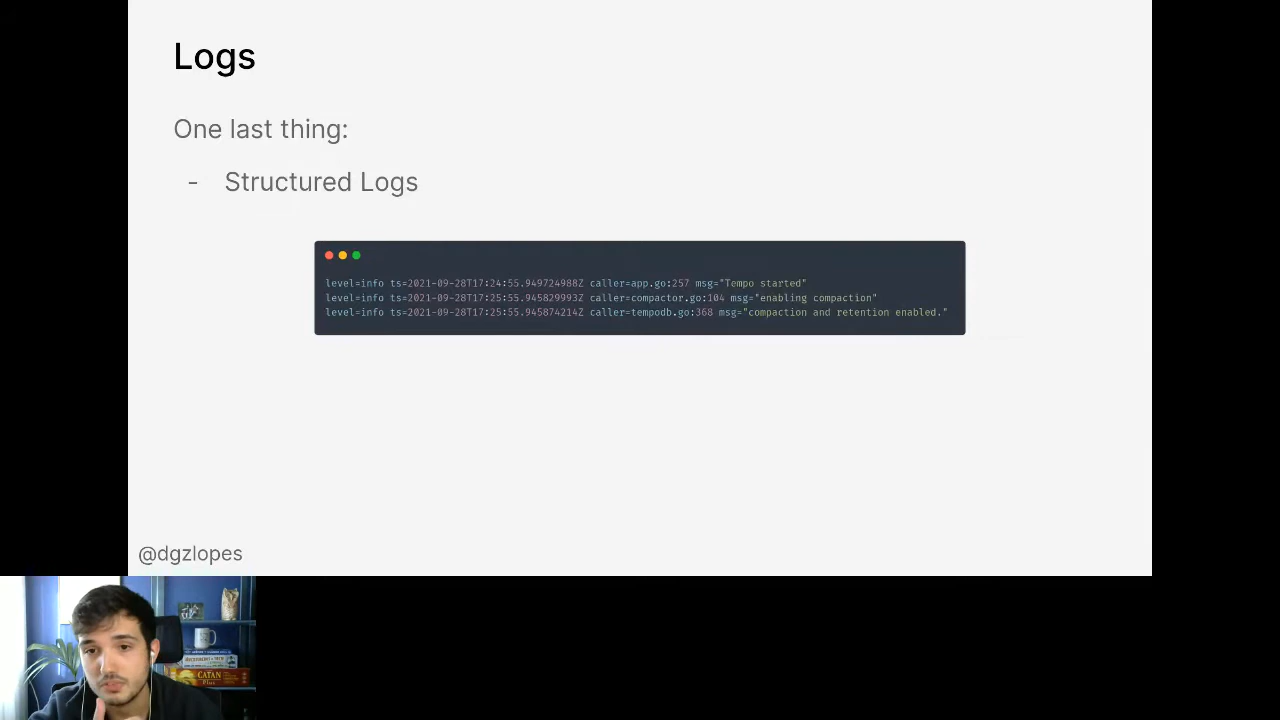 Logs
One last thing:
- Structured Logs
level=info ts=2021-09-28T17:24:55.949724988Z caller=app.go:257 msg="Tempo started"
level=info ts=2021-09-28T17:25:55.945829993Z caller=compactor.go:104 msg="enabling compaction"
level=info ts=2021-09-28T17:25:55.945874214Z caller=tempodb.go:368 msg="compaction and retention enabled."
@dgzlopes
CATAN
Plus